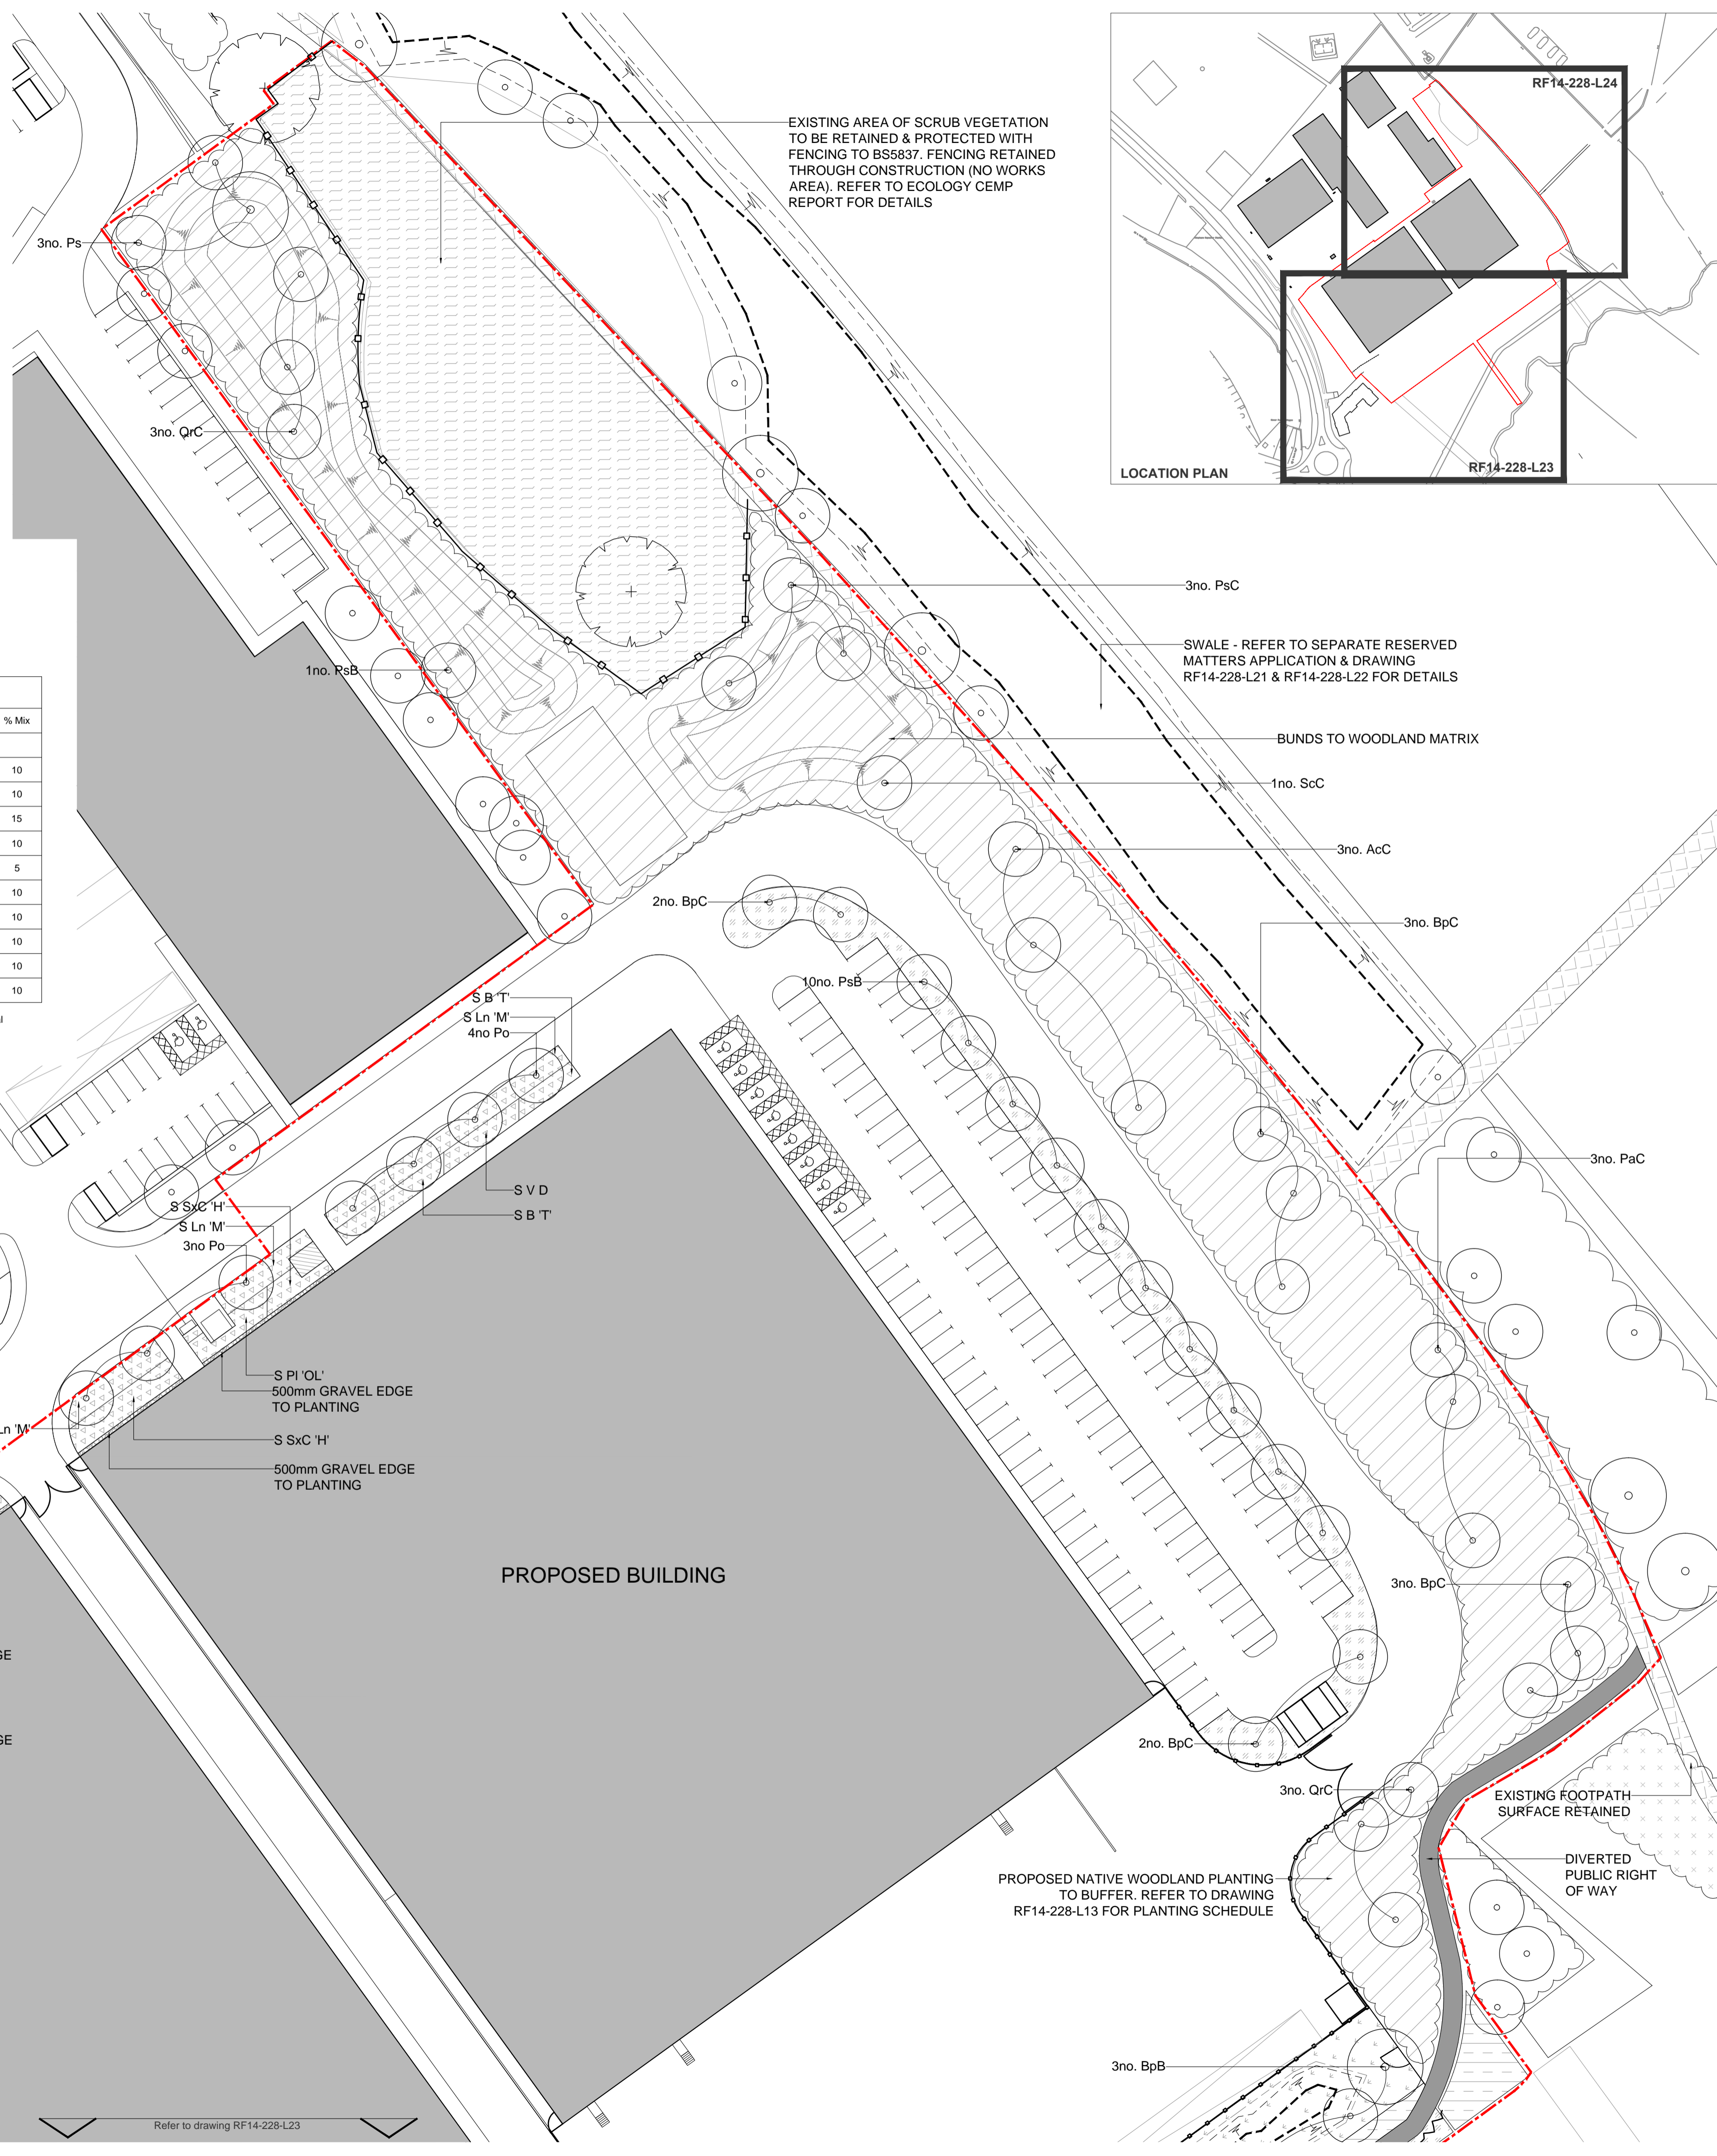 EXISTING AREA OF SCRUB VEGETATION
TO BE RETAINED & PROTECTED WITH
FENCING TO BS5837. FENCING RETAINED
THROUGH CONSTRUCTION (NO WORKS
AREA). REFER TO ECOLOGY CEMP
REPORT FOR DETAILS
RF14-228-L24
LOCATION PLAN
RF14-228-L23
3no. Ps
3no. QrC
3no. PsC
SWALE - REFER TO SEPARATE RESERVED
MATTERS APPLICATION & DRAWING
RF14-228-L21 & RF14-228-L22 FOR DETAILS
1no. PsB
BUNDS TO WOODLAND MATRIX
1no. ScC
% Mix
10
10
15
10
5
10
10
10
10
10
3no. AcC
2no. BpC
3no. BpC
10no. PsB
S B 'T'
S Ln 'M'
4no Po
3no. PaC
S V D
S B 'T'
S SxC 'H'
S Ln 'M'
3no Po
S PI 'OL'
500mm GRAVEL EDGE
TO PLANTING
Ln 'M'
S SxC 'H'
500mm GRAVEL EDGE
TO PLANTING
PROPOSED BUILDING
3no. BpC
GE
GE
2no. BpC
3no. QrC
EXISTING FOOTPATH
SURFACE RETAINED
DIVERTED
PUBLIC RIGHT
OF WAY
PROPOSED NATIVE WOODLAND PLANTING
TO BUFFER. REFER TO DRAWING
RF14-228-L13 FOR PLANTING SCHEDULE
3no. BpB
Refer to drawing RF14-228-L23